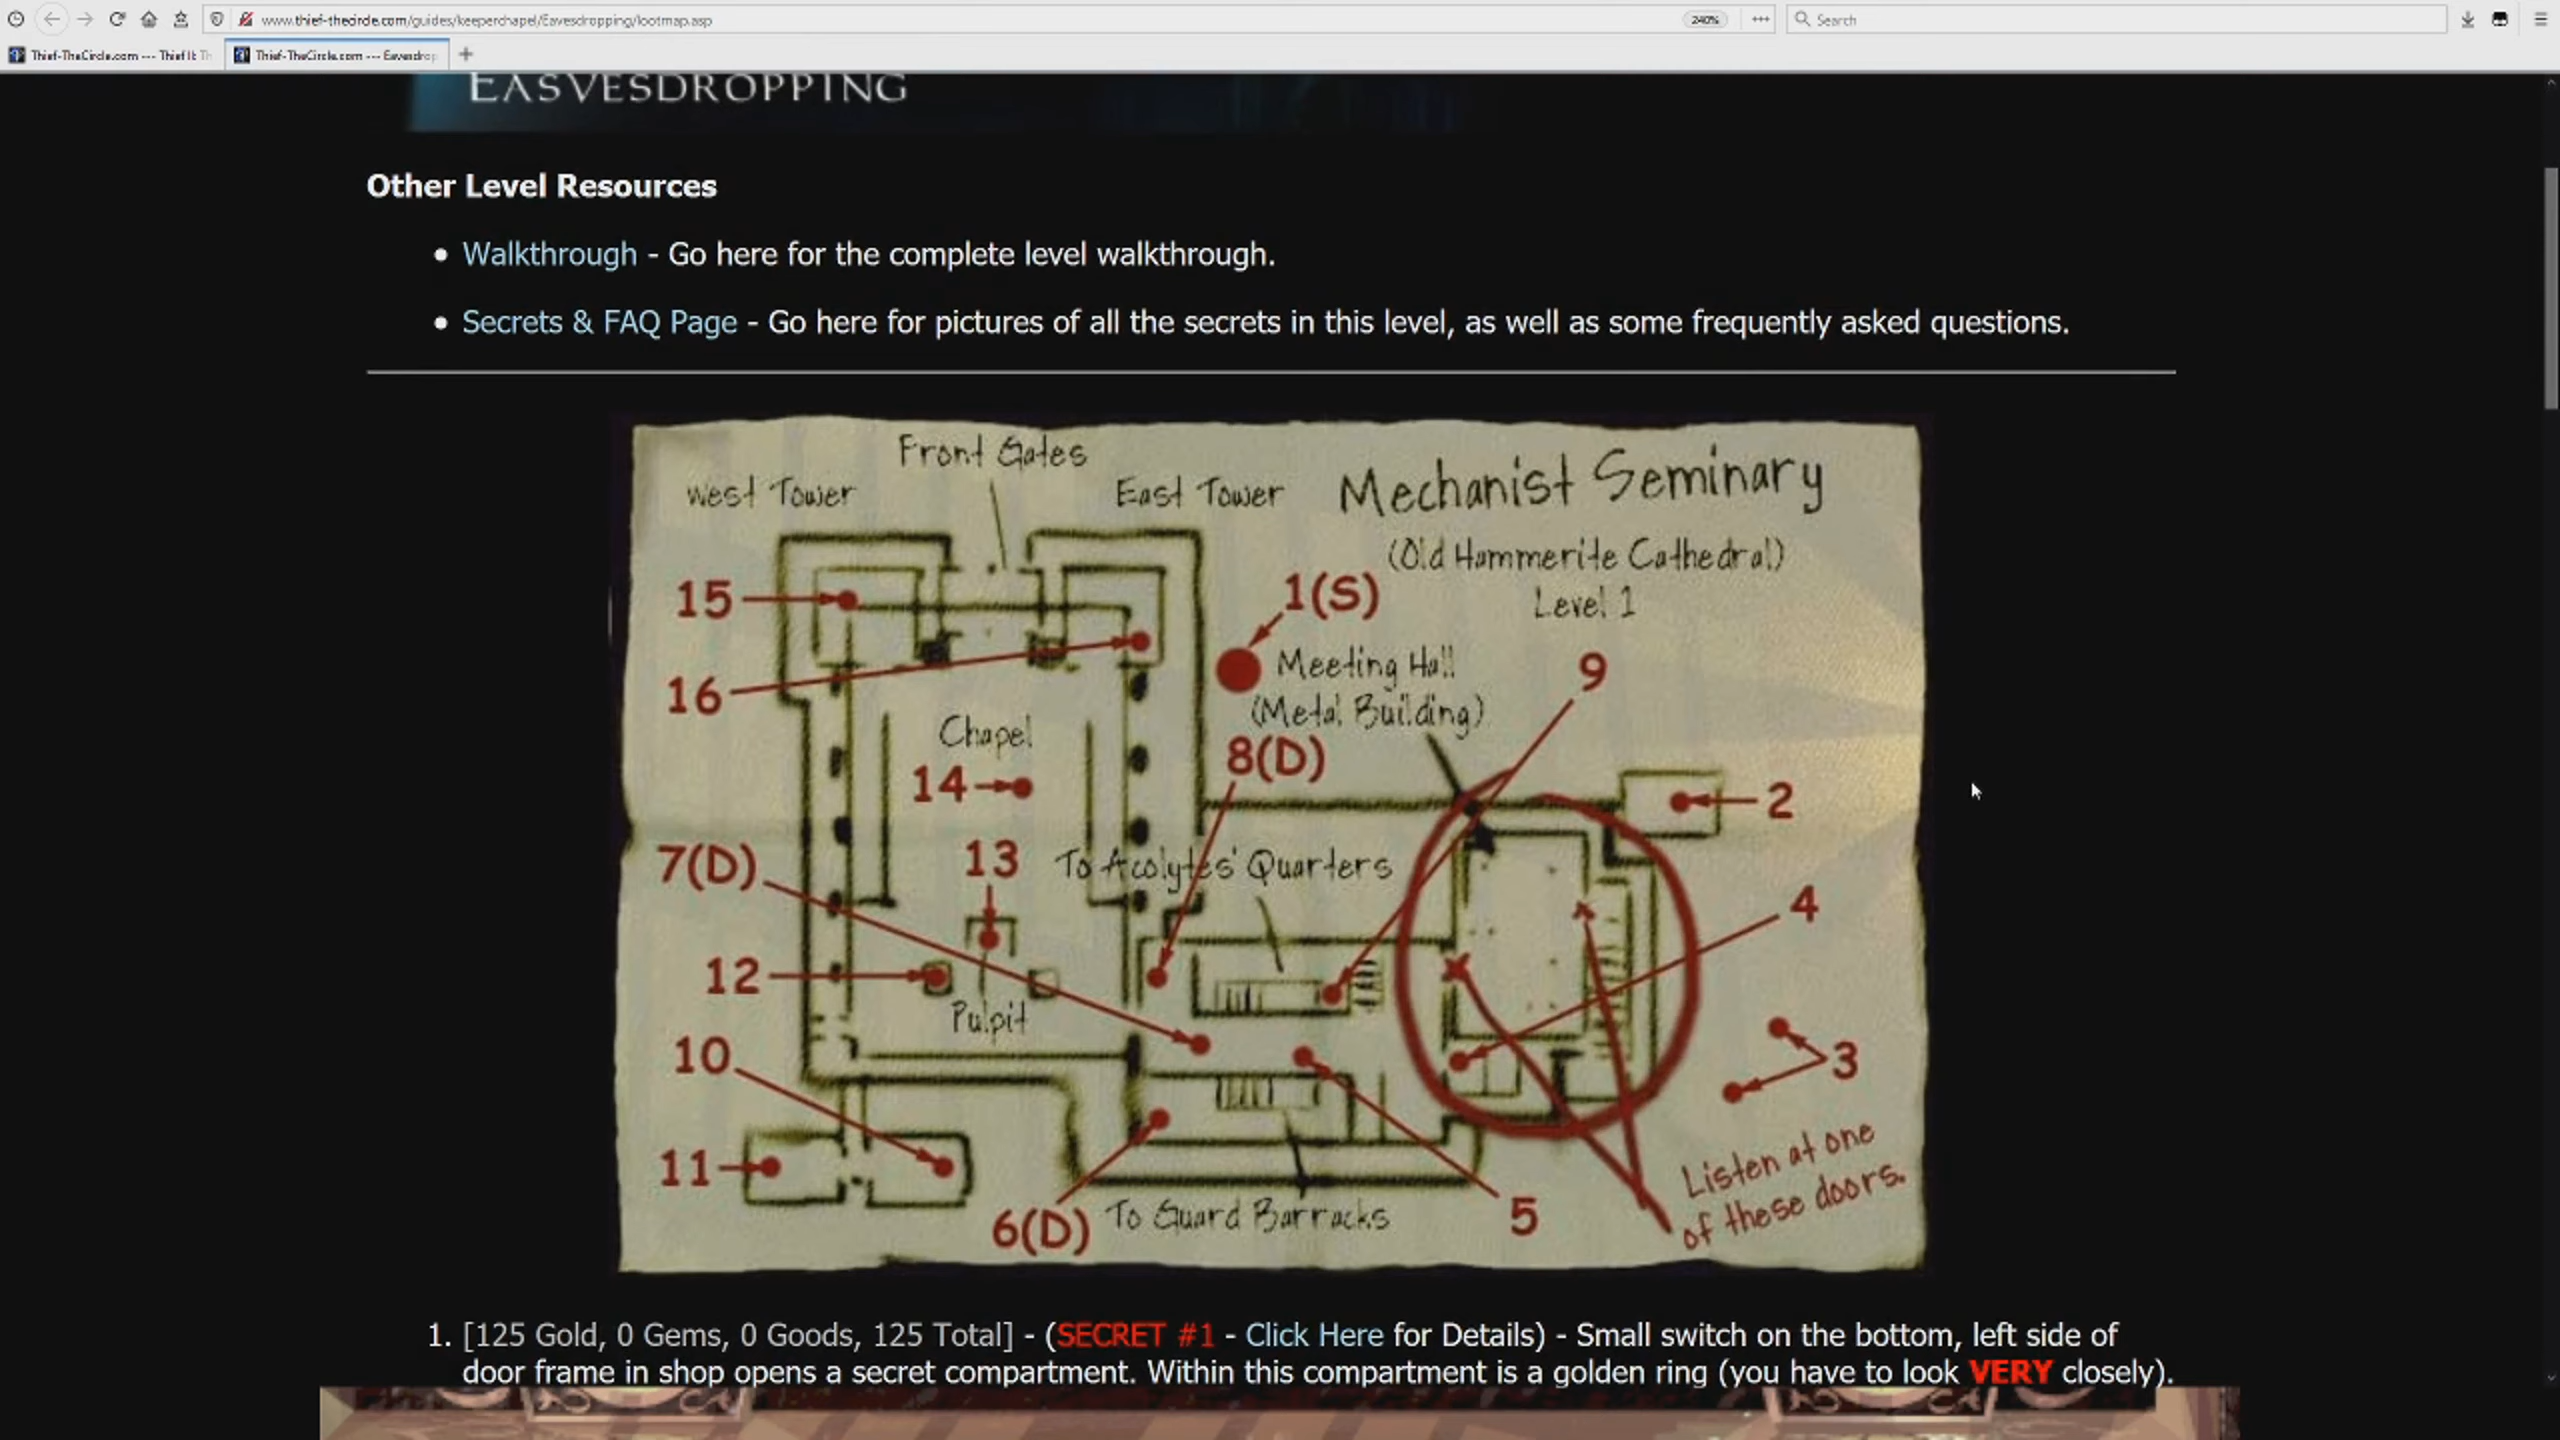 www.thief-thecircle.com/guides/keeperchapel/Eavesdropping/lootmap.asp
240%
Search
Thief-TheCircle.com --- Thief II: Th
Thief-TheCircle.com --- Eavesdrop
EASVESDROPPING
Other Level Resources
Walkthrough - Go here for the complete level walkthrough.
Secrets & FAQ Page - Go here for pictures of all the secrets in this level, as well as some frequently asked questions.
Front Gates
West Tower
East Tower
Mechanist Seminary
(Old Hammerite Cathedral)
Level 1
15
1(S)
16
Meeting Hall
(Metal Building)
9
Chapel
8(D)
14
2
7(D)
13
To Acolytes' Quarters
4
12
Pulpit
10
3
11
Listen at one
of these doors.
6(D)
To Guard Barracks
5
1. [125 Gold, 0 Gems, 0 Goods, 125 Total] - (SECRET #1 - Click Here for Details) - Small switch on the bottom, left side of
door frame in shop opens a secret compartment. Within this compartment is a golden ring (you have to look VERY closely).